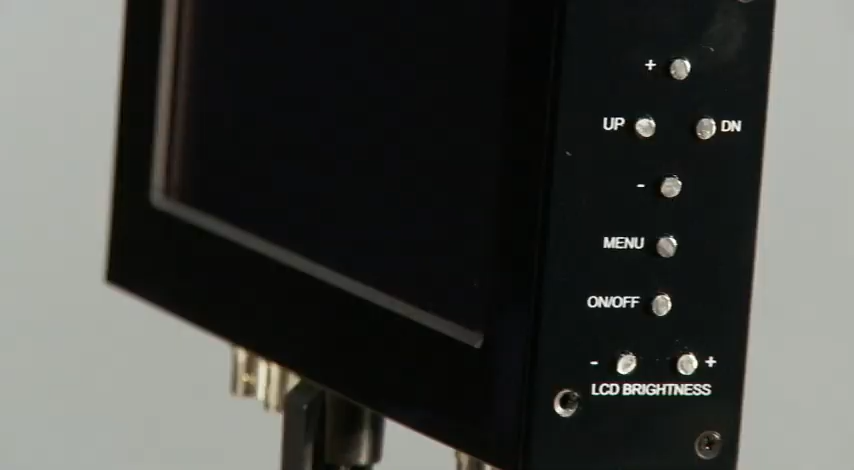 +
UP DN
-
MENU
ON/OFF
- +
LCD BRIGHTNESS